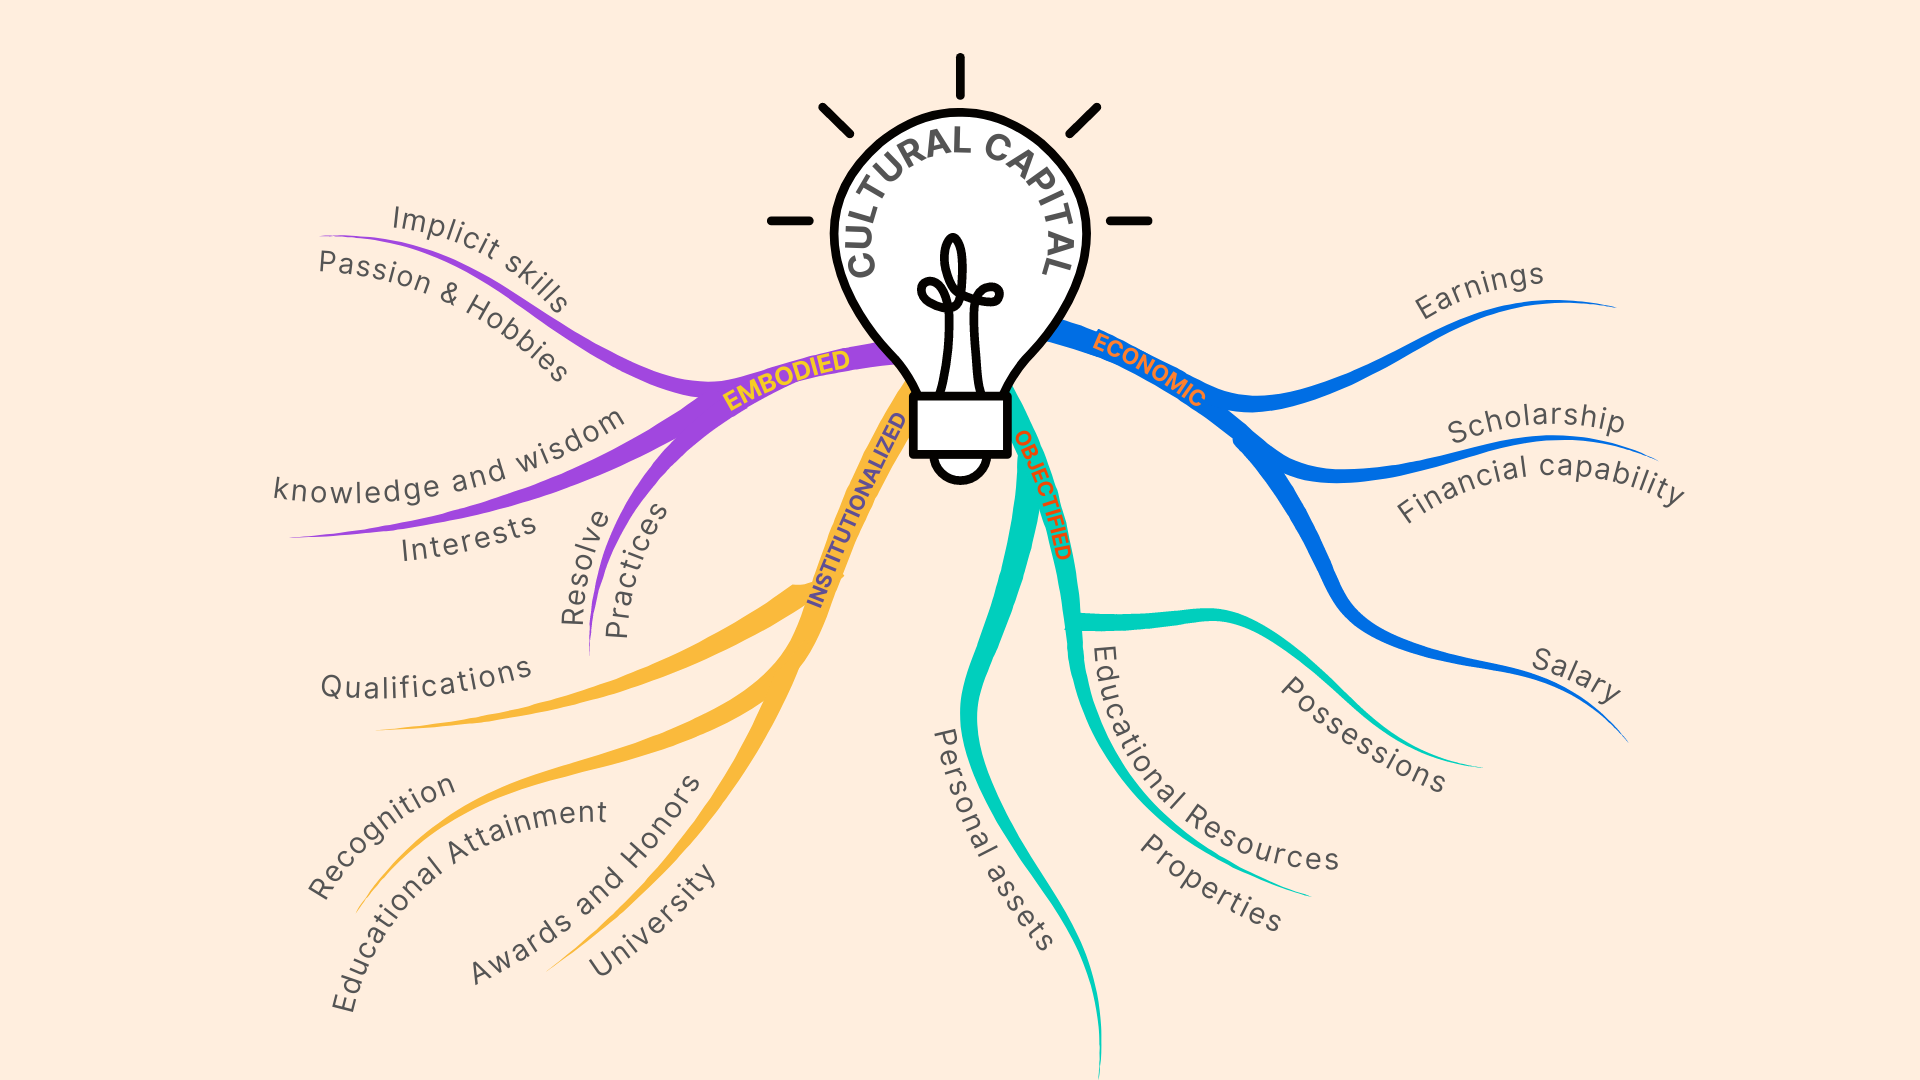 CULTURAL CAPITAL
EMBODIED
Implicit skills
Passion & Hobbies
knowledge and wisdom
Interests
Resolve
Practices
INSTITUTIONALIZED
Qualifications
Recognition
Educational Attainment
Awards and Honors
University
OBJECTIFIED
Personal assets
Educational Resources
Properties
Possessions
ECONOMIC
Earnings
Scholarship
Financial capability
Salary